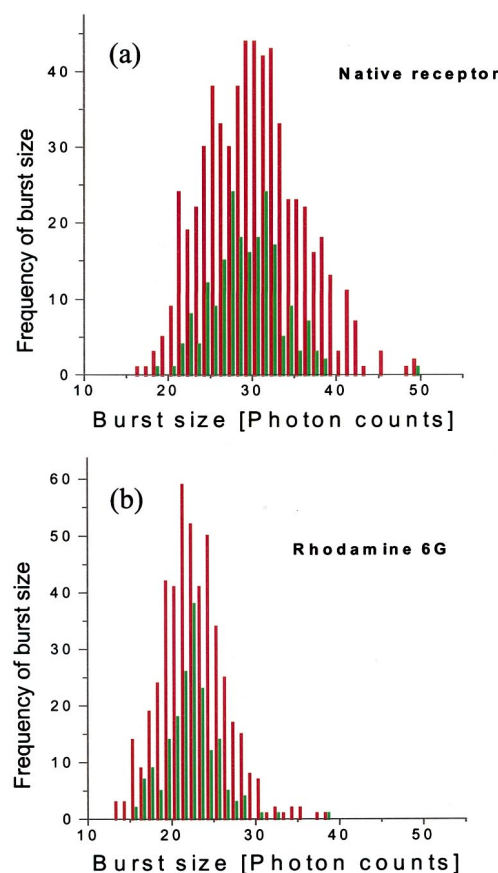 (a)
Native receptor
Frequency of burst size
40
30
20
10
0
10 20 30 40 50
Burst size [Photon counts]
(b)
Rhodamine 6G
Frequency of burst size
60
50
40
30
20
10
0
10 20 30 40 50
Burst size [Photon counts]